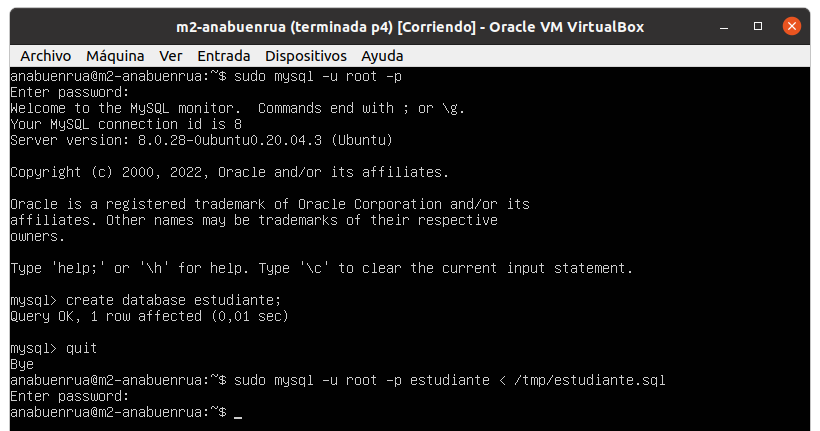 m2-anabuenrua (terminada p4) [Corriendo] - Oracle VM VirtualBox
Archivo Máquina Ver Entrada Dispositivos Ayuda
anabuenrua@m2-anabuenrua:~$ sudo mysql -u root -p
Enter password:
Welcome to the MySQL monitor.  Commands end with ; or \g.
Your MySQL connection id is 8
Server version: 8.0.28-0ubuntu0.20.04.3 (Ubuntu)
Copyright (c) 2000, 2022, Oracle and/or its affiliates.
Oracle is a registered trademark of Oracle Corporation and/or its
affiliates. Other names may be trademarks of their respective
owners.
Type 'help;' or '\h' for help. Type '\c' to clear the current input statement.
mysql> create database estudiante;
Query OK, 1 row affected (0,01 sec)
mysql> quit
Bye
anabuenrua@m2-anabuenrua:~$ sudo mysql -u root -p estudiante < /tmp/estudiante.sql
Enter password:
anabuenrua@m2-anabuenrua:~$ _